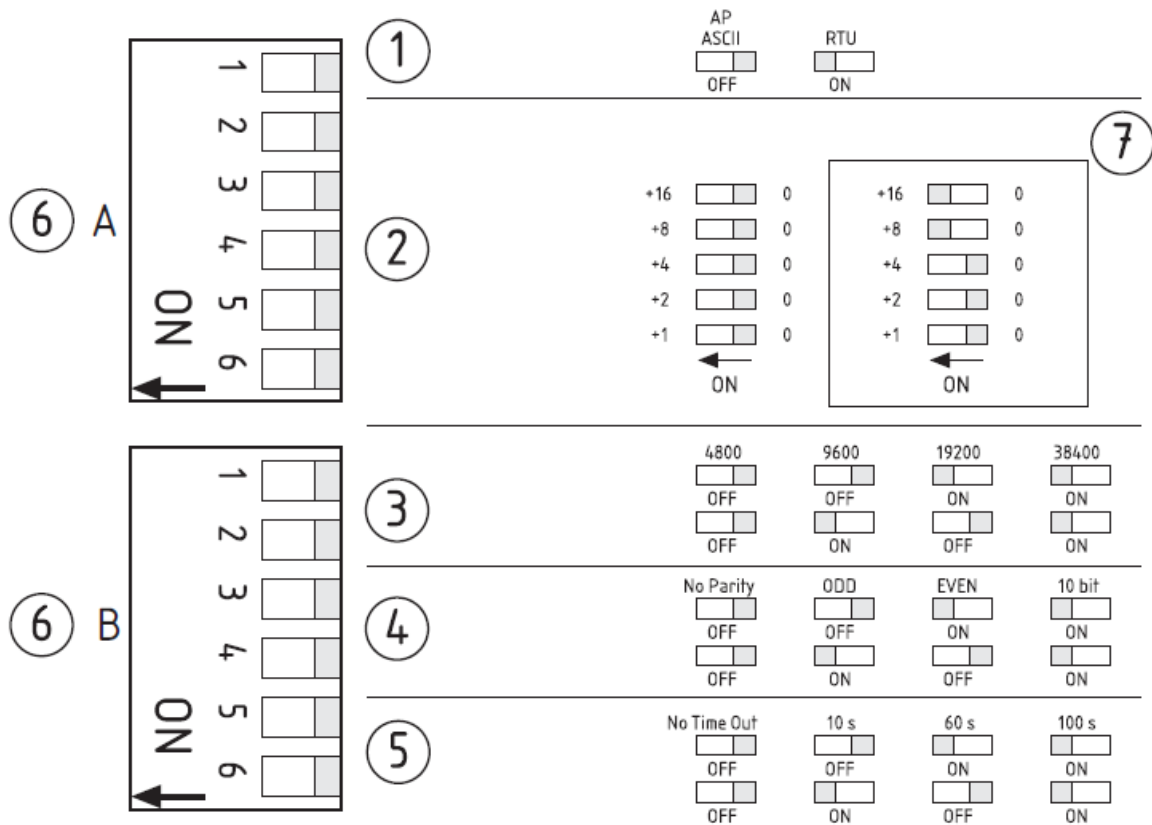 6 A
1
2
3
4
5
6
ON
1
AP
ASCII RTU
OFF ON
2
+16 0
+8 0
+4 0
+2 0
+1 0
ON
7
+16 0
+8 0
+4 0
+2 0
+1 0
ON
6 B
1
2
3
4
5
6
ON
3
4800 9600 19200 38400
OFF OFF ON ON
OFF ON OFF ON
4
No Parity ODD EVEN 10 bit
OFF OFF ON ON
OFF ON OFF ON
5
No Time Out 10 s 60 s 100 s
OFF OFF ON ON
OFF ON OFF ON